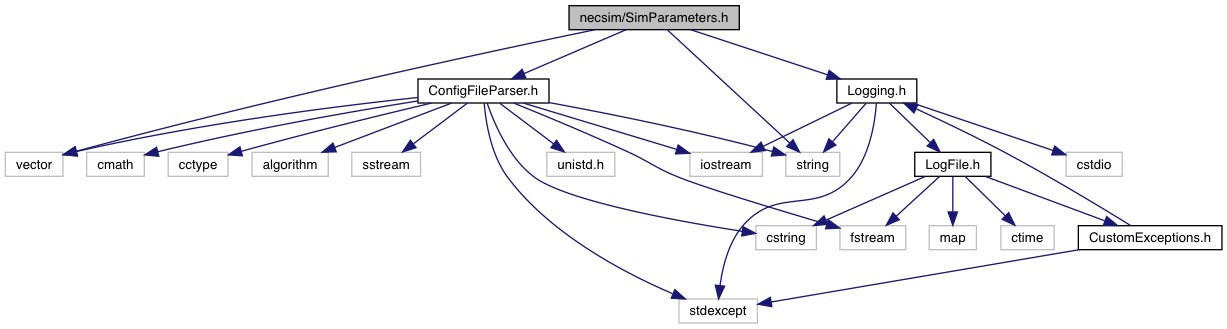 necsim/SimParameters.h
ConfigFileParser.h
Logging.h
vector
cmath
cctype
algorithm
sstream
unistd.h
iostream
string
LogFile.h
cstdio
cstring
fstream
map
ctime
CustomExceptions.h
stdexcept